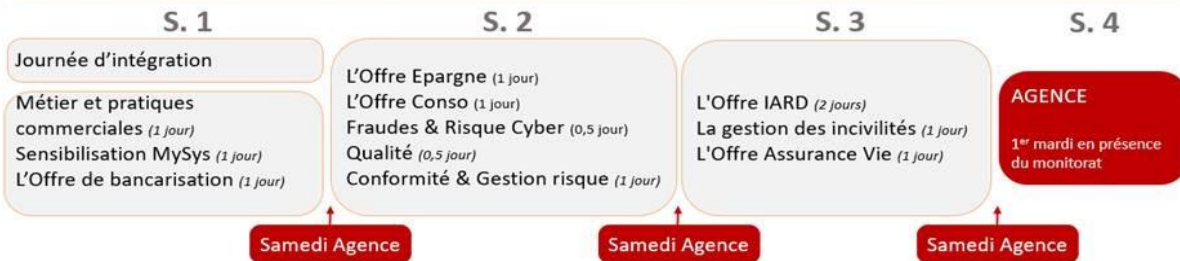 S. 1
S. 2
S. 3
S. 4
Journée d'intégration
Métier et pratiques
commerciales (1 jour)
Sensibilisation MySys (1 jour)
L'Offre de bancarisation (1 jour)
L'Offre Epargne (1 jour)
L'Offre Conso (1 jour)
Fraudes & Risque Cyber (0,5 jour)
Qualité (0,5 jour)
Conformité & Gestion risque (1 jour)
L'Offre IARD (2 jours)
La gestion des incivilités (1 jour)
L'Offre Assurance Vie (1 jour)
AGENCE
1er mardi en présence
du monitorat
Samedi Agence
Samedi Agence
Samedi Agence